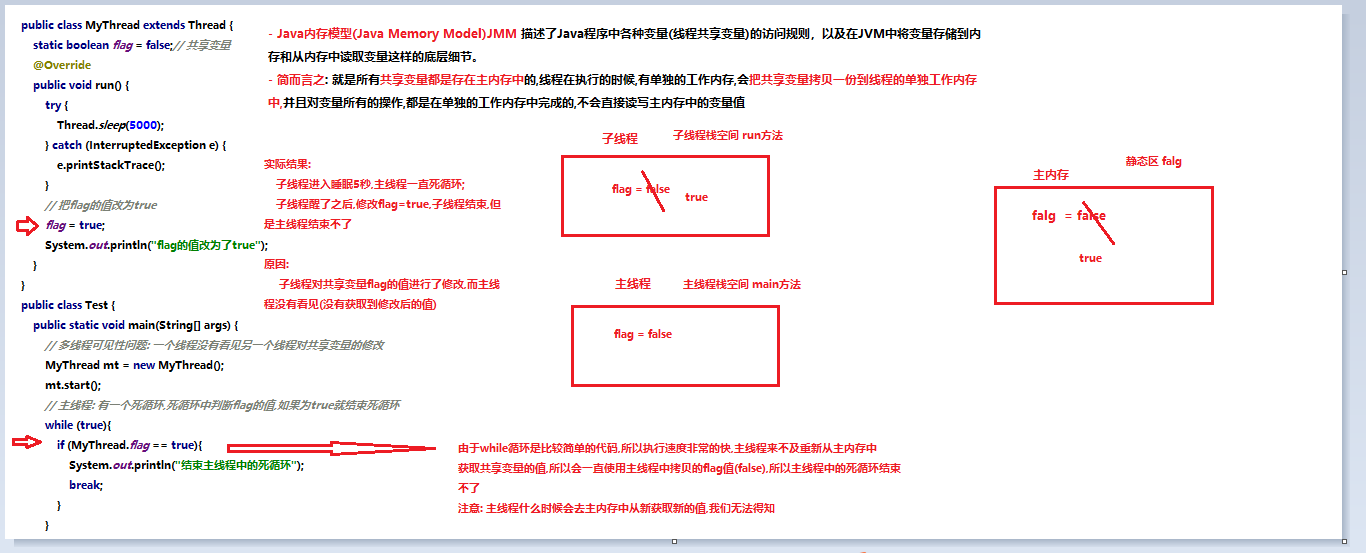 public class MyThread extends Thread {
static boolean flag = false;// 共享变量
@Override
public void run() {
try {
Thread.sleep(5000);
} catch (InterruptedException e) {
e.printStackTrace();
}
// 把flag的值改为true
flag = true;
System.out.println("flag的值改为了true");
}
}
public class Test {
public static void main(String[] args) {
// 多线程可见性问题: 一个线程没有看见另一个线程对共享变量的修改
MyThread mt = new MyThread();
mt.start();
// 主线程: 有一个死循环,死循环中判断flag的值,如果为true就结束死循环
while (true){
if (MyThread.flag == true){
System.out.println("结束主线程中的死循环");
break;
}
}
- Java内存模型(Java Memory Model)JMM 描述了Java程序中各种变量(线程共享变量)的访问规则，以及在JVM中将变量存储到内
存和从内存中读取变量这样的底层细节。
- 简而言之: 就是所有共享变量都是存在主内存中的,线程在执行的时候,有单独的工作内存,会把共享变量拷贝一份到线程的单独工作内存
中,并且对变量所有的操作,都是在单独的工作内存中完成的,不会直接读写主内存中的变量值
实际结果:
子线程进入睡眠5秒,主线程一直死循环;
子线程醒了之后,修改flag=true,子线程结束,但
是主线程结束不了
原因:
子线程对共享变量flag的值进行了修改,而主线
程没有看见(没有获取到修改后的值)
子线程 子线程栈空间 run方法
flag = false
true
主线程 主线程栈空间 main方法
flag = false
静态区 falg
主内存
falg = false
true
由于while循环是比较简单的代码,所以执行速度非常的快,主线程来不及重新从主内存中
获取共享变量的值,所以会一直使用主线程中拷贝的flag值(false),所以主线程中的死循环结束
不了
注意: 主线程什么时候会去主内存中从新获取新的值,我们无法得知